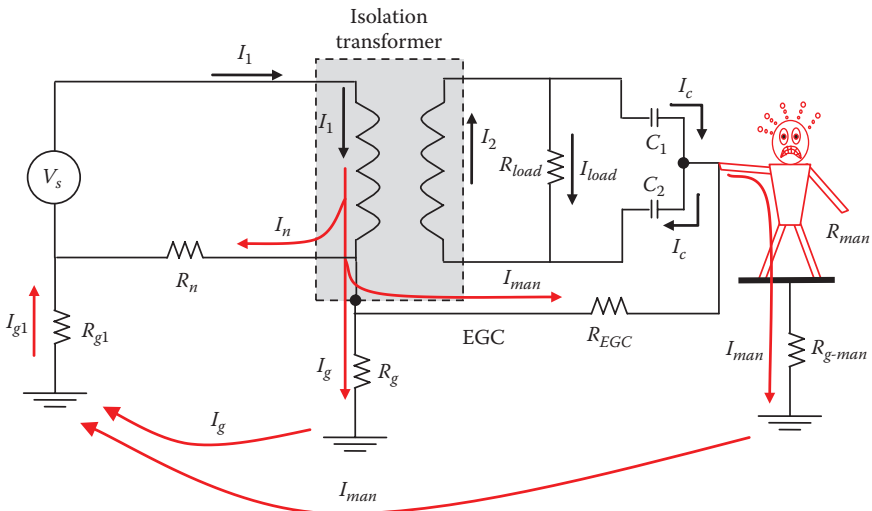 Isolation
transformer
I1
I1
Vs
I2
Rload
Iload
Ic
C1
C2
Ic
Rman
In
Rn
Iman
Ig1
Rg1
EGC
REGC
Ig
Rg
Iman
Rg-man
Ig
Iman